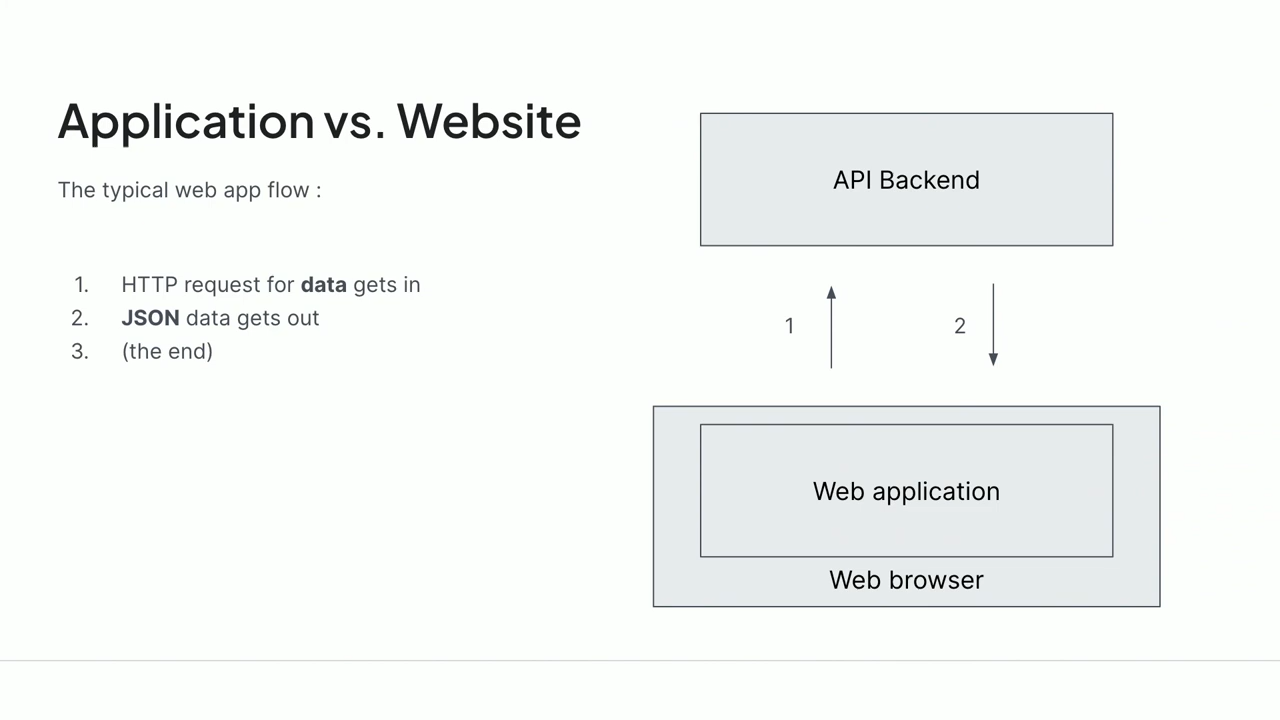 Application vs. Website
The typical web app flow :
1. HTTP request for data gets in
2. JSON data gets out
3. (the end)
API Backend
1
2
Web application
Web browser